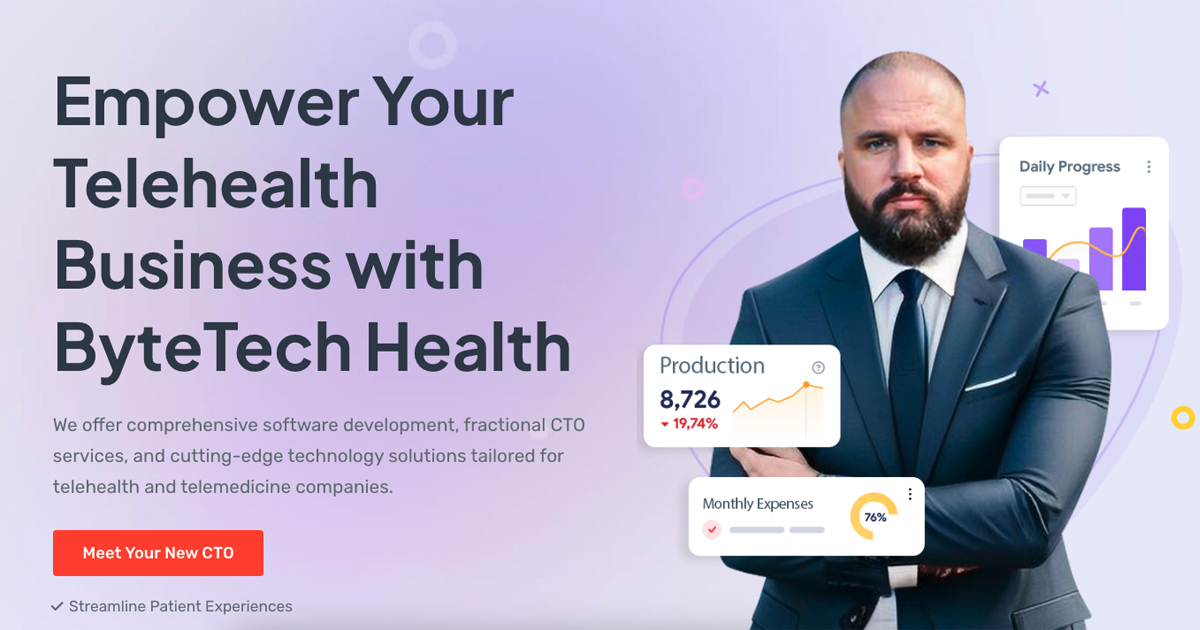 Empower Your
Telehealth
Business with
ByteTech Health
We offer comprehensive software development, fractional CTO
services, and cutting-edge technology solutions tailored for
telehealth and telemedicine companies.
Meet Your New CTO
Streamline Patient Experiences
Daily Progress
Production
8,726
19,74%
Monthly Expenses
76%